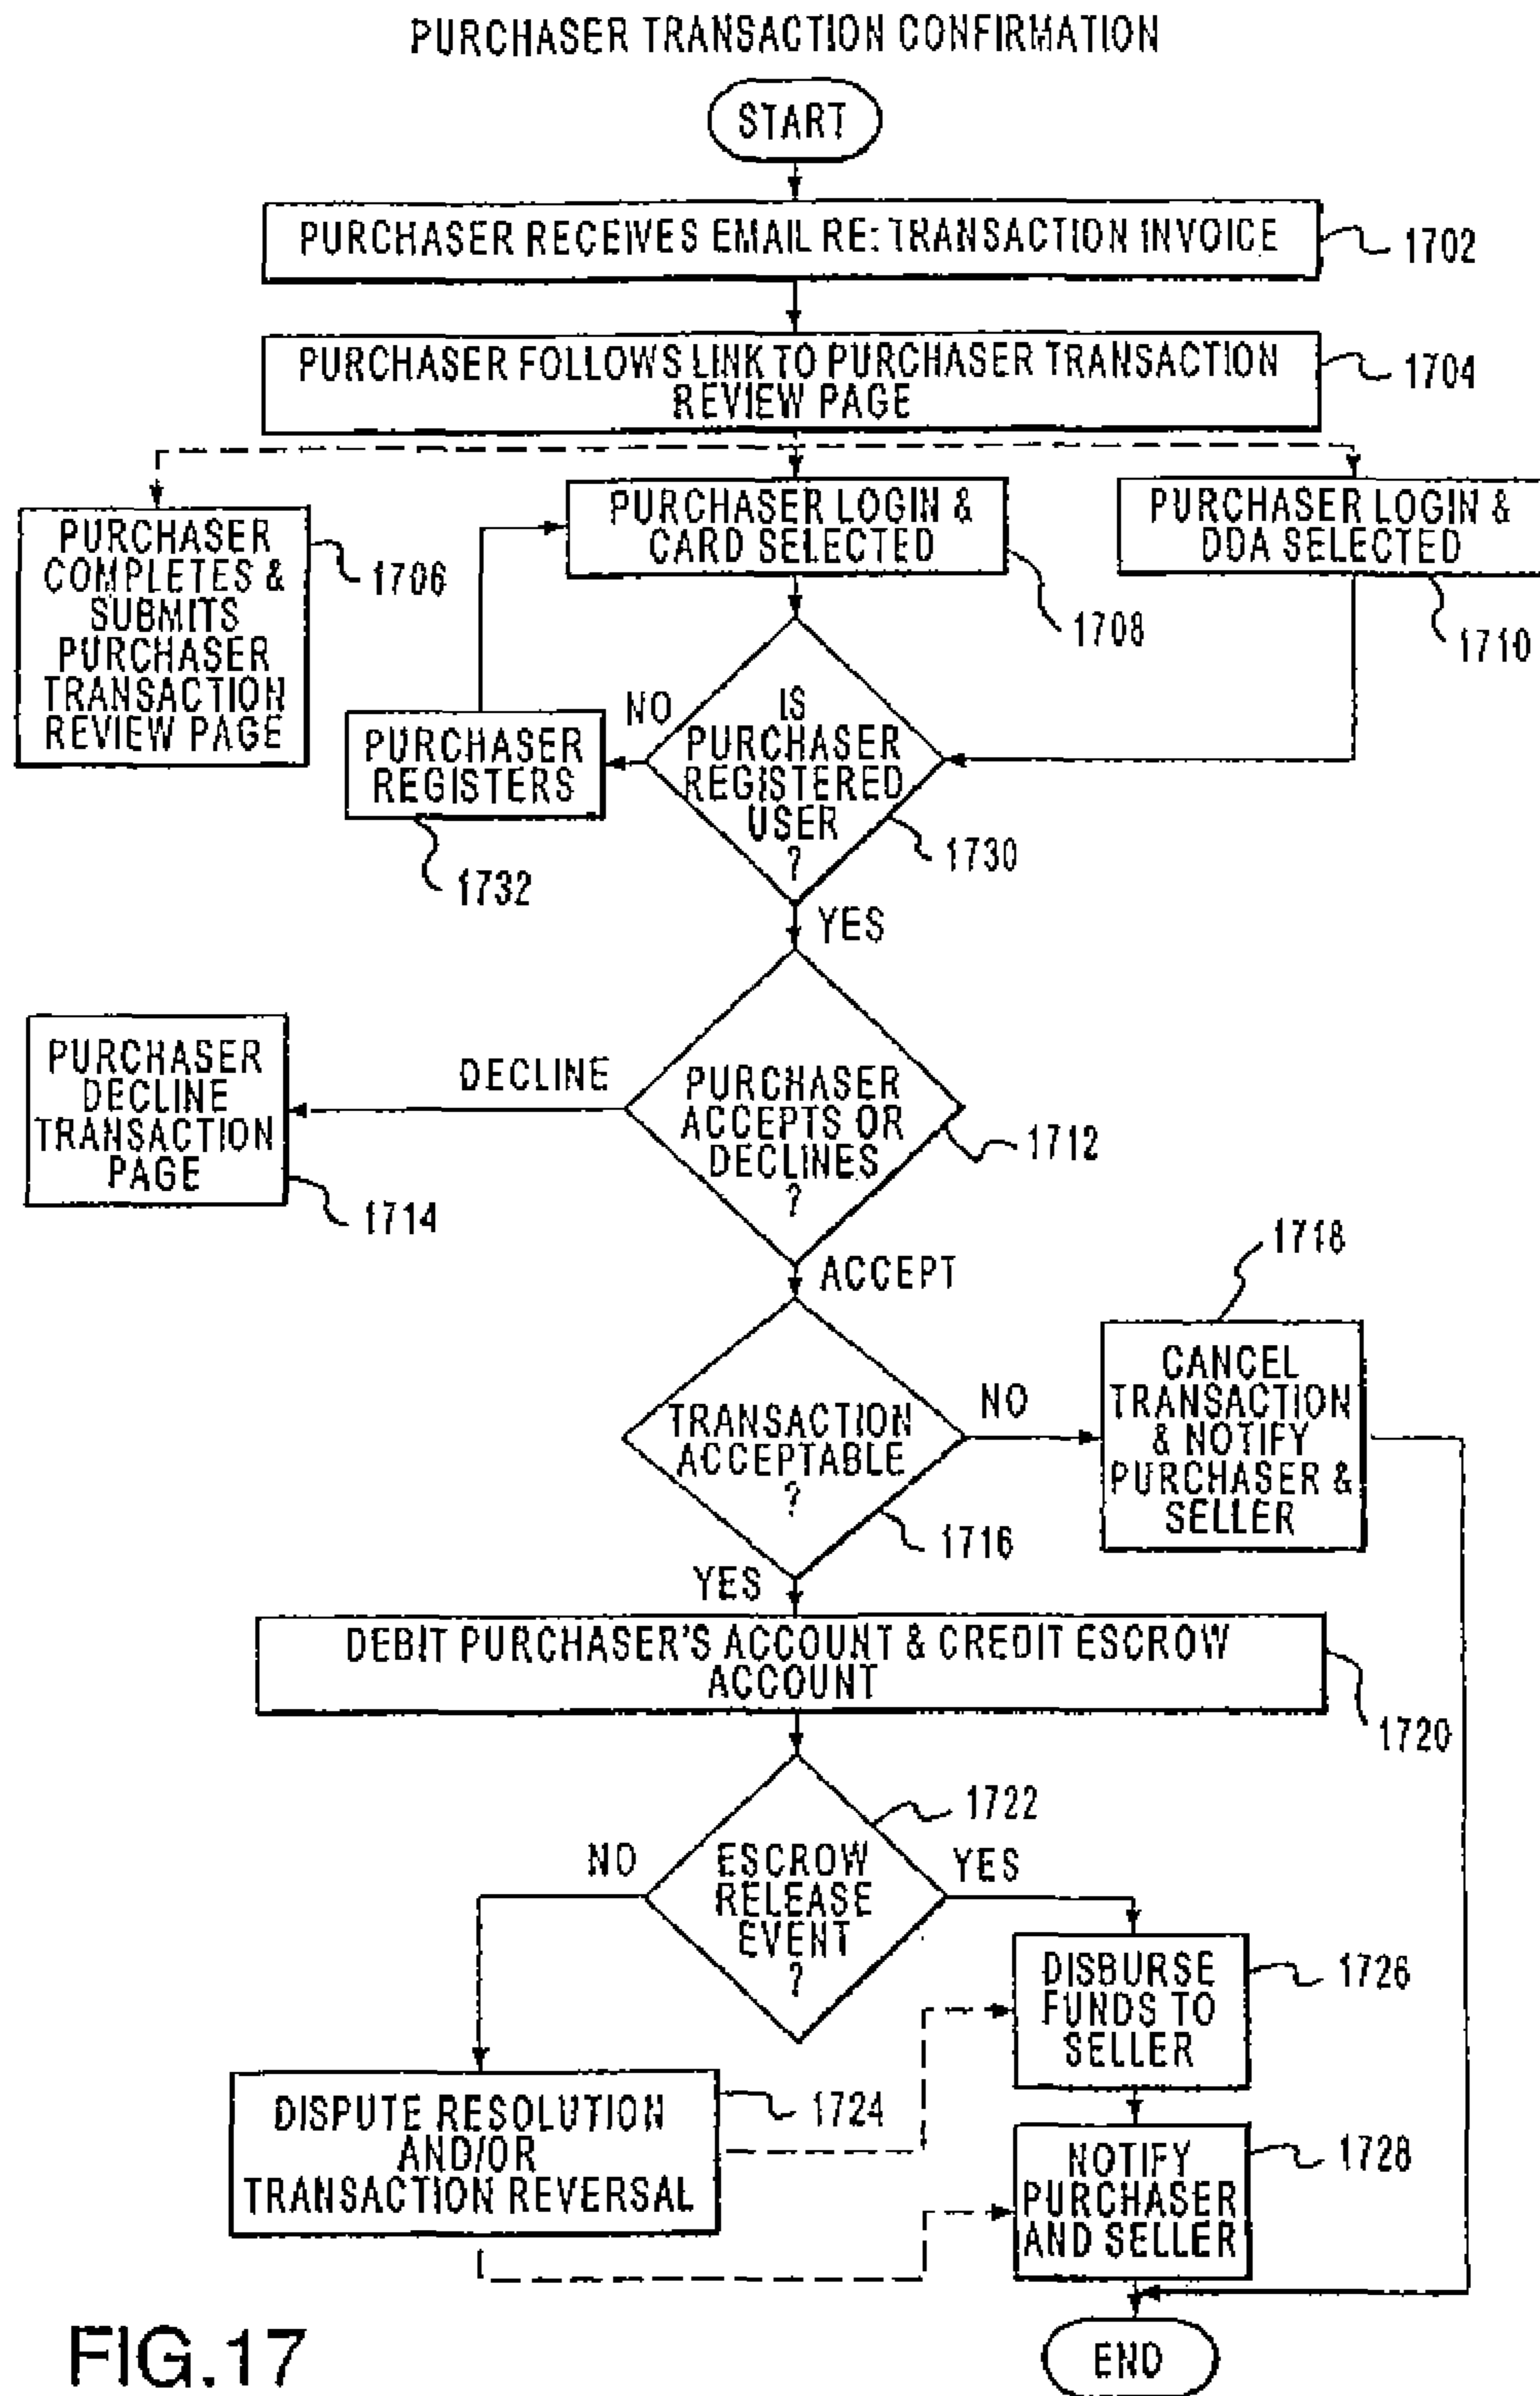 PURCHASER TRANSACTION CONFIRMATION
START
PURCHASER RECEIVES EMAIL RE: TRANSACTION INVOICE
1702
PURCHASER FOLLOWS LINK TO PURCHASER TRANSACTION
REVIEW PAGE
1704
PURCHASER
COMPLETES &
SUBMITS
PURCHASER
TRANSACTION
REVIEW PAGE
1706
PURCHASER LOGIN &
CARD SELECTED
1708
PURCHASER LOGIN &
DDA SELECTED
1710
IS
PURCHASER
REGISTERED
USER
?
1730
NO
PURCHASER
REGISTERS
1732
YES
PURCHASER
ACCEPTS OR
DECLINES
?
1712
DECLINE
PURCHASER
DECLINE
TRANSACTION
PAGE
1714
ACCEPT
TRANSACTION
ACCEPTABLE
?
1716
NO
1718
CANCEL
TRANSACTION
& NOTIFY
PURCHASER &
SELLER
YES
DEBIT PURCHASER'S ACCOUNT & CREDIT ESCROW
ACCOUNT
1720
ESCROW
RELEASE
EVENT
?
1722
NO
YES
DISBURSE
FUNDS TO
SELLER
1726
DISPUTE RESOLUTION
AND/OR
TRANSACTION REVERSAL
1724
NOTIFY
PURCHASER
AND SELLER
1728
END
FIG.17